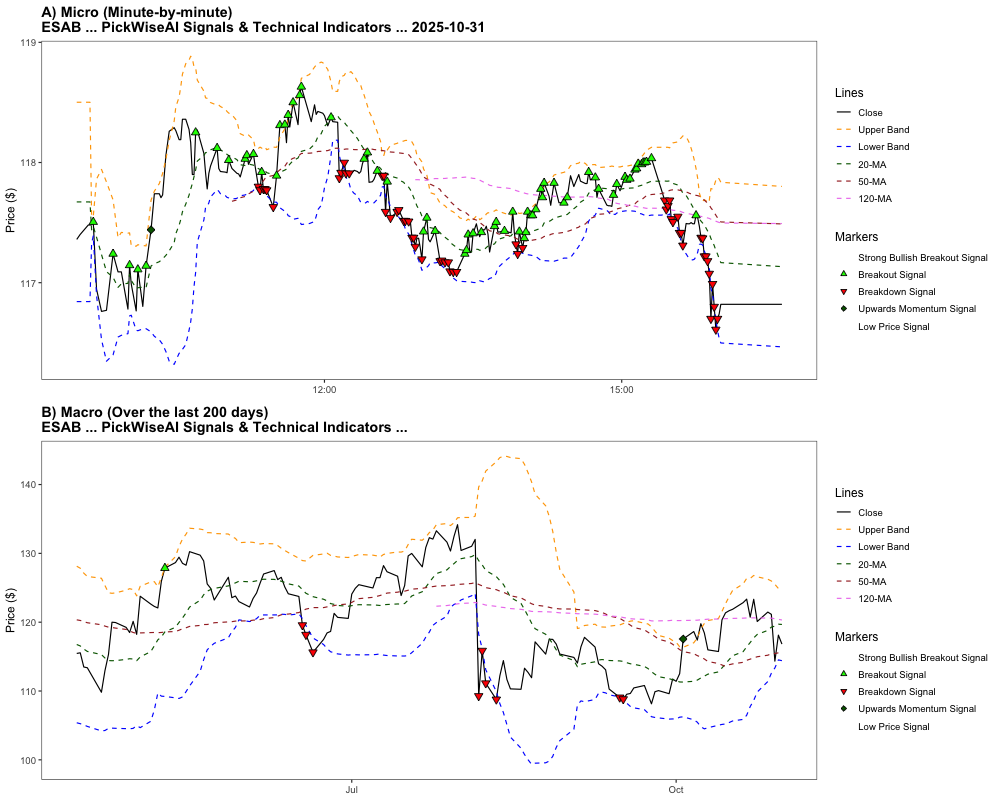 A) Micro (Minute-by-minute)
ESAB ... PickWiseAI Signals & Technical Indicators ... 2025-10-31
119
118
117
Price ($)
12:00
15:00
Lines
Close
Upper Band
Lower Band
20-MA
50-MA
120-MA
Markers
Strong Bullish Breakout Signal
Breakout Signal
Breakdown Signal
Upwards Momentum Signal
Low Price Signal
B) Macro (Over the last 200 days)
ESAB ... PickWiseAI Signals & Technical Indicators ...
140
130
120
110
100
Price ($)
Jul
Oct
Lines
Close
Upper Band
Lower Band
20-MA
50-MA
120-MA
Markers
Strong Bullish Breakout Signal
Breakout Signal
Breakdown Signal
Upwards Momentum Signal
Low Price Signal